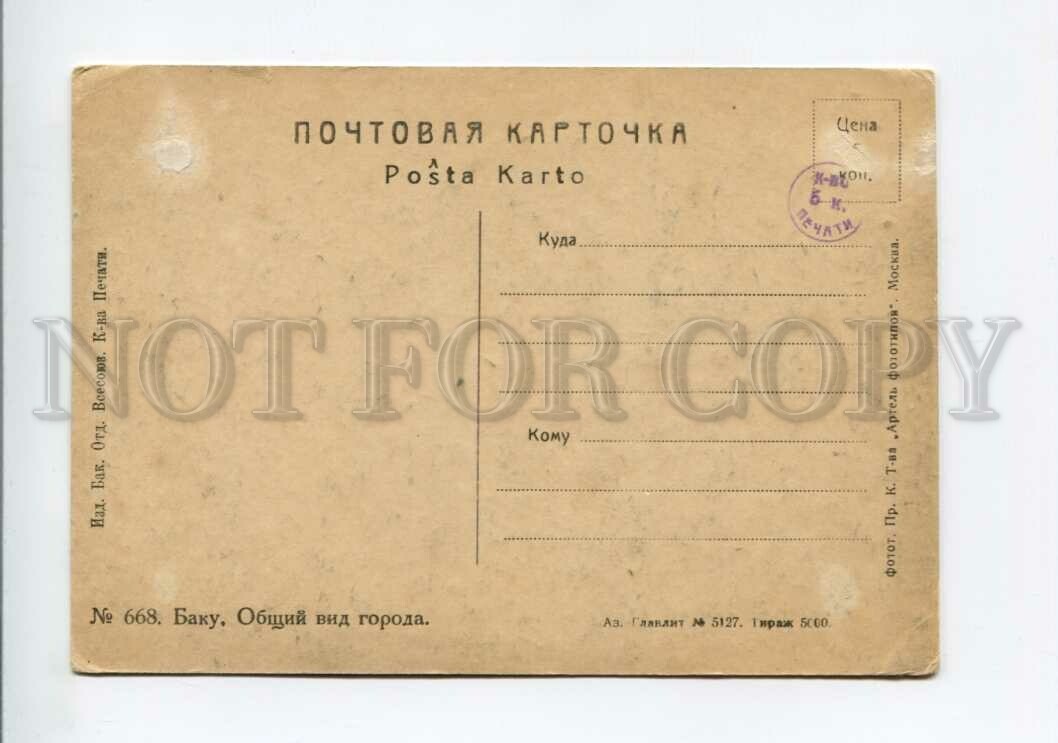 ПОЧТОВАЯ КАРТОЧКА
Poŝta Karto
Цена
коп.
К-во
5 к.
ПЕЧАТИ
Куда
Кому
Изд. Бак. Отд. Всесоюз. К-ва Печати.
фотот. Пр. К. Т-ва „Артель фототипов". Москва.
№ 668. Баку, Общий вид города.
Аз. Главлит № 5127. Тираж 5000.
NOT FOR COPY